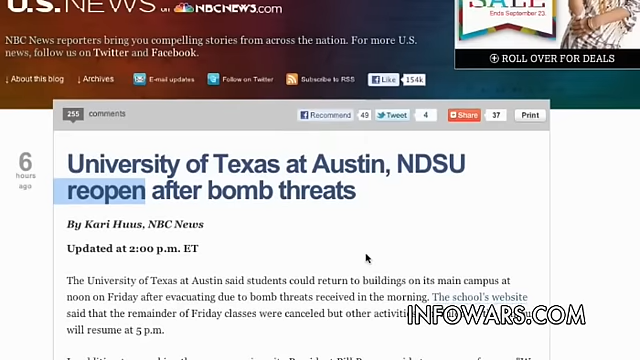 U.S. NEWS on NBCNEWS.com
SALE
Ends September 23
NBC News reporters bring you compelling stories from across the nation. For more U.S.
news, follow us on Twitter and Facebook.
ROLL OVER FOR DEALS
↓ About this blog ↓ Archives E-mail updates Follow on Twitter Subscribe to RSS Like 154k
255 comments Recommend 49 Tweet 4 Share 37 Print
6
hours
ago
University of Texas at Austin, NDSU
reopen after bomb threats
By Kari Huus, NBC News
Updated at 2:00 p.m. ET
The University of Texas at Austin said students could return to buildings on its main campus at
noon on Friday after evacuating due to bomb threats received in the morning. The school's website
said that the remainder of Friday classes were canceled but other activities
will resume at 5 p.m.
INFOWARS.COM